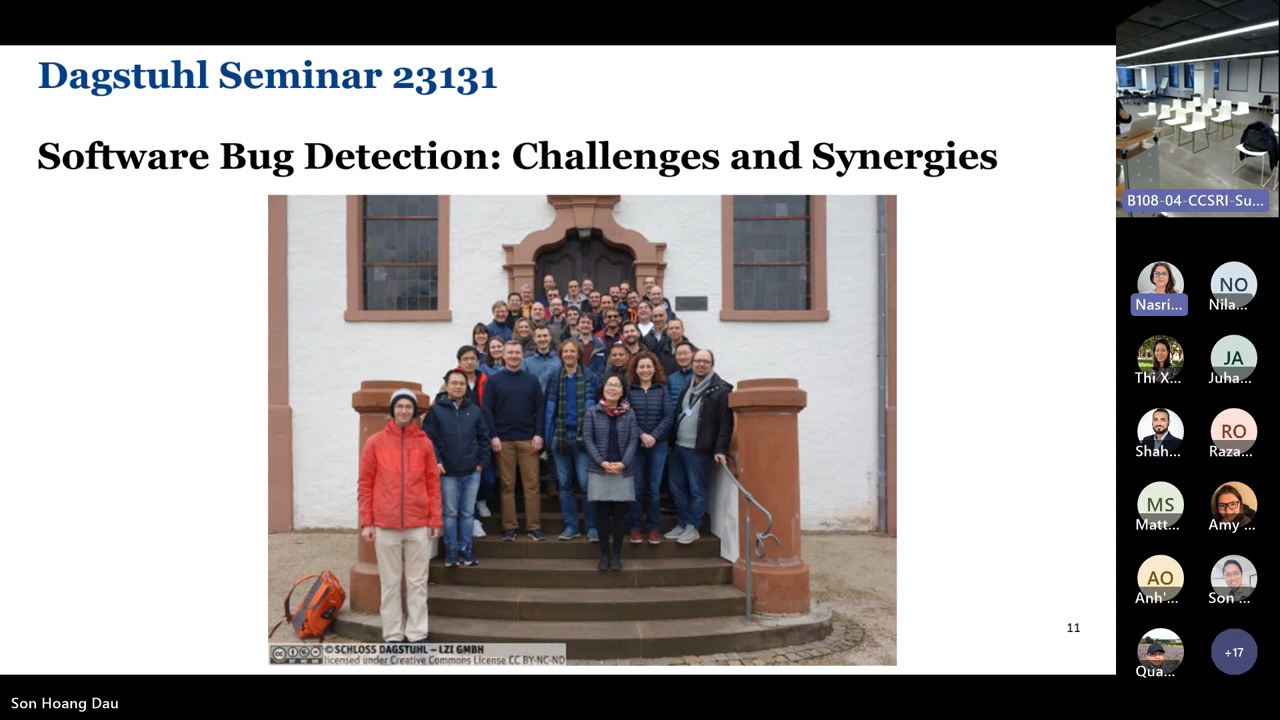 Dagstuhl Seminar 23131
Software Bug Detection: Challenges and Synergies
©SCHLOSS DAGSTUHL – LZI GMBH
licensed under Creative Commons License CC BY-NC-ND
11
B108-04-CCSRI-Su...
Nasri...
NO
Nila...
Thi X...
JA
Juha...
Shah...
RO
Raza...
MS
Matt...
Amy ...
AO
Anh'...
Son ...
Qua...
+17
Son Hoang Dau